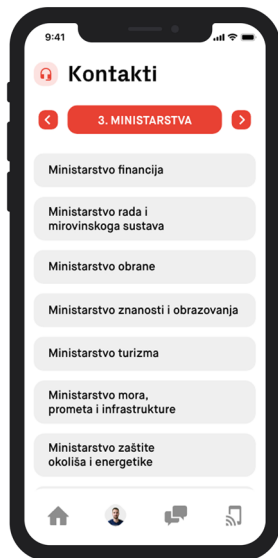 9:41
Kontakti
3. MINISTARSTVA
Ministarstvo financija
Ministarstvo rada i
mirovinskoga sustava
Ministarstvo obrane
Ministarstvo znanosti i obrazovanja
Ministarstvo turizma
Ministarstvo mora,
prometa i infrastrukture
Ministarstvo zaštite
okoliša i energetike